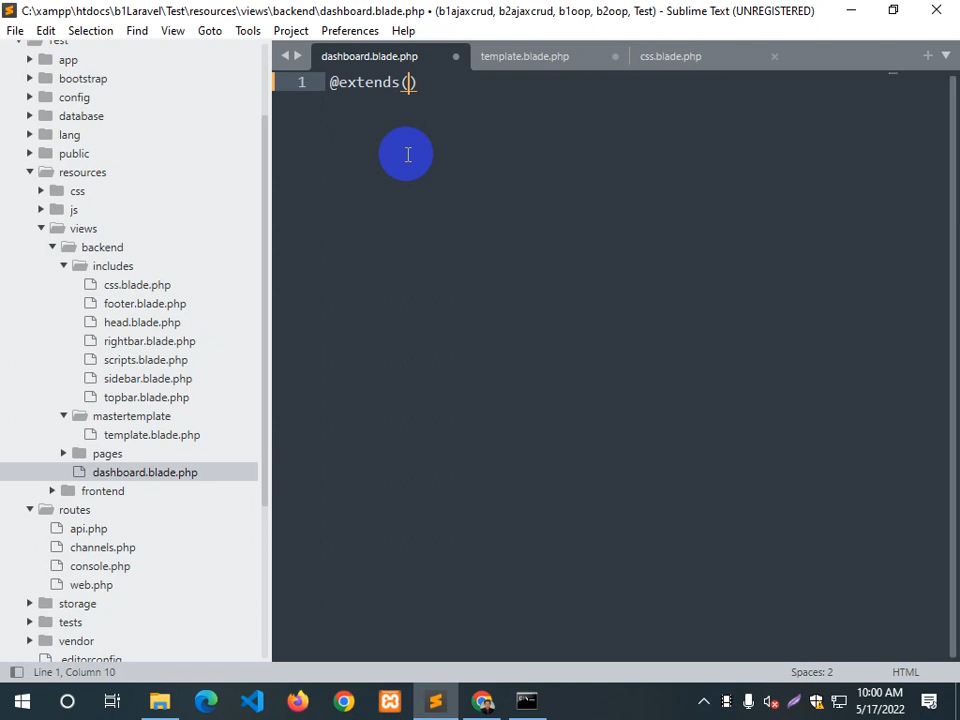 C:\xampp\htdocs\b1Laravel\Test\resources\views\backend\dashboard.blade.php • (b1ajaxcrud, b2ajaxcrud, b1oop, b2oop, Test) - Sublime Text (UNREGISTERED)
File Edit Selection Find View Goto Tools Project Preferences Help
Test
dashboard.blade.php template.blade.php css.blade.php
app
1 @extends()
bootstrap
config
database
lang
public
resources
css
js
views
backend
includes
css.blade.php
footer.blade.php
head.blade.php
rightbar.blade.php
scripts.blade.php
sidebar.blade.php
topbar.blade.php
mastertemplate
template.blade.php
pages
dashboard.blade.php
frontend
routes
api.php
channels.php
console.php
web.php
storage
tests
vendor
.editorconfig
Line 1, Column 10 Spaces: 2 HTML
10:00 AM
5/17/2022